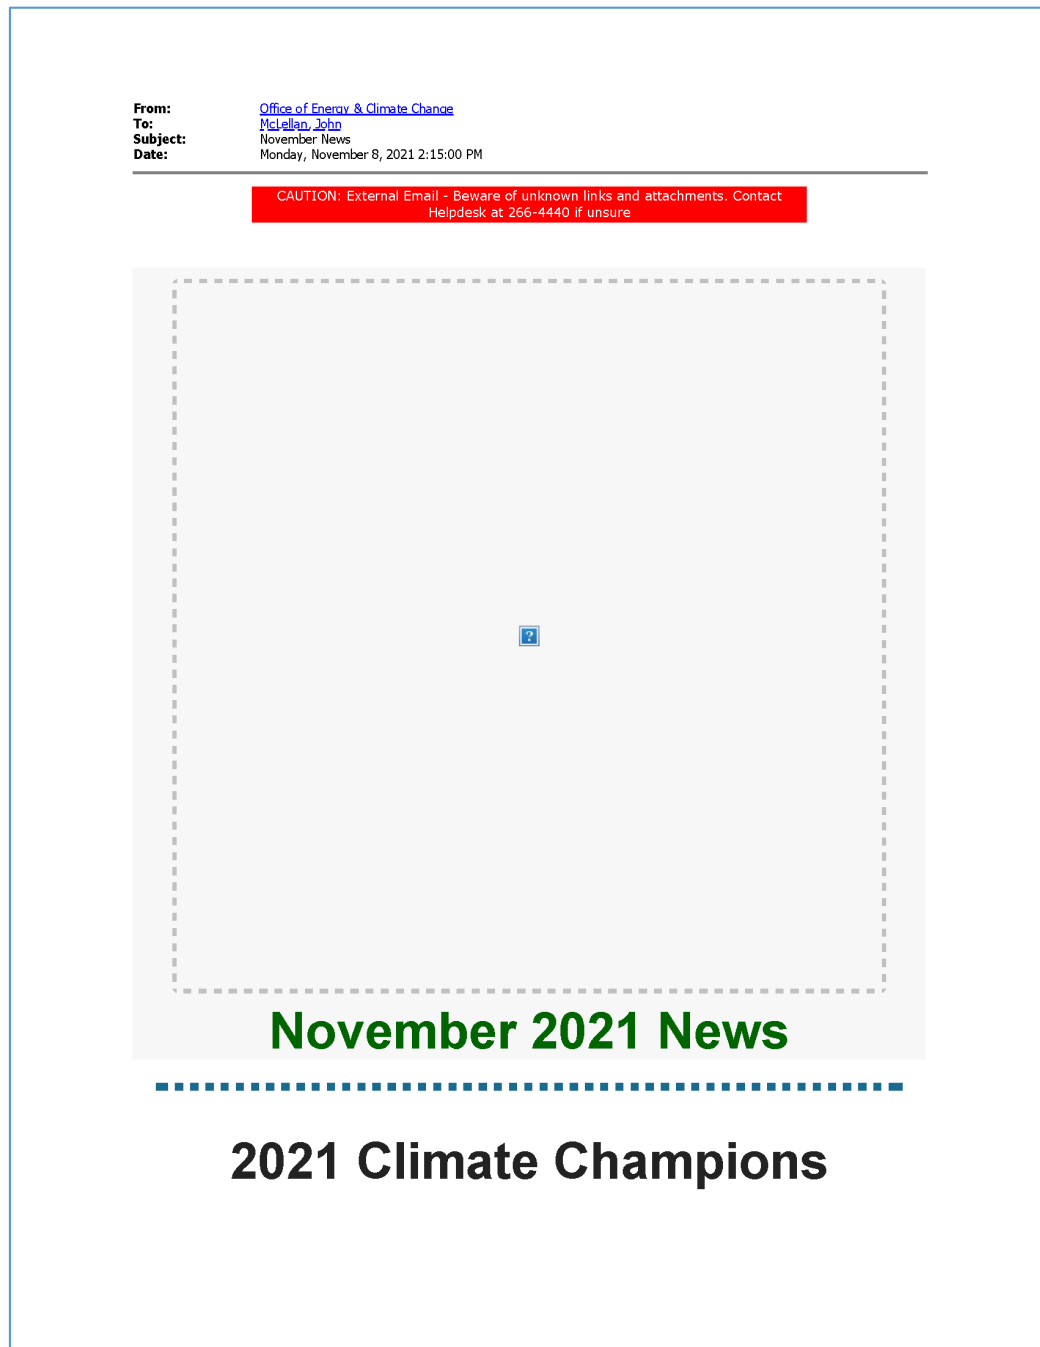 From: Office of Energy & Climate Change
To: McLellan, John
Subject: November News
Date: Monday, November 8, 2021 2:15:00 PM
CAUTION: External Email - Beware of unknown links and attachments. Contact
Helpdesk at 266-4440 if unsure
?
November 2021 News
2021 Climate Champions